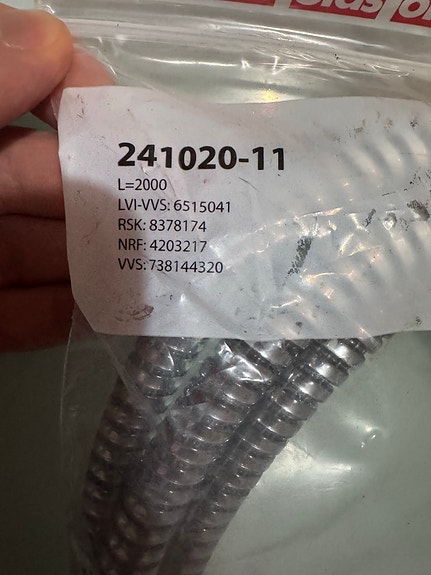 241020-11
L=2000
LVI-VVS: 6515041
RSK: 8378174
NRF: 4203217
VVS: 738144320